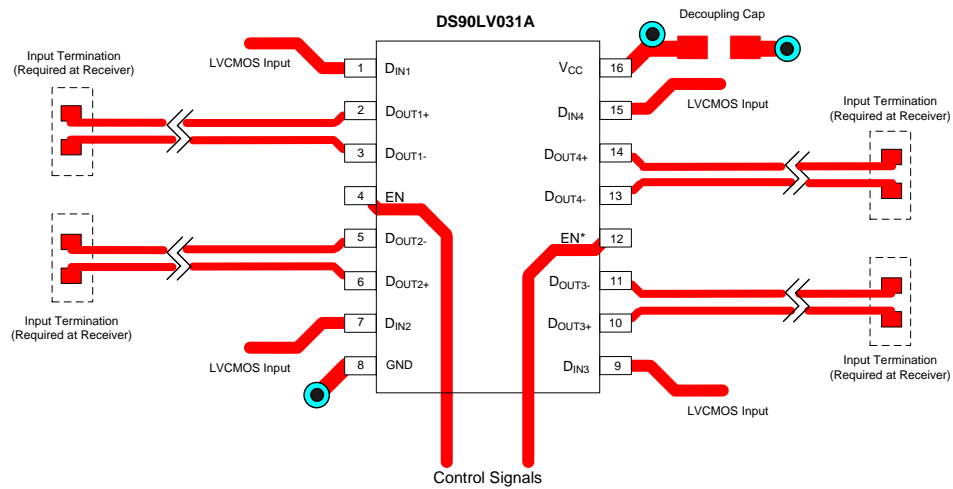 DS90LV031A
Decoupling Cap
Input Termination
(Required at Receiver)
LVCMOS Input
1 DIN1
2 DOUT1+
3 DOUT1-
4 EN
5 DOUT2-
6 DOUT2+
7 DIN2
8 GND
Input Termination
(Required at Receiver)
LVCMOS Input
VCC 16
DIN4 15
DOUT4+ 14
DOUT4- 13
EN* 12
DOUT3- 11
DOUT3+ 10
DIN3 9
LVCMOS Input
Input Termination
(Required at Receiver)
Input Termination
(Required at Receiver)
LVCMOS Input
Control Signals